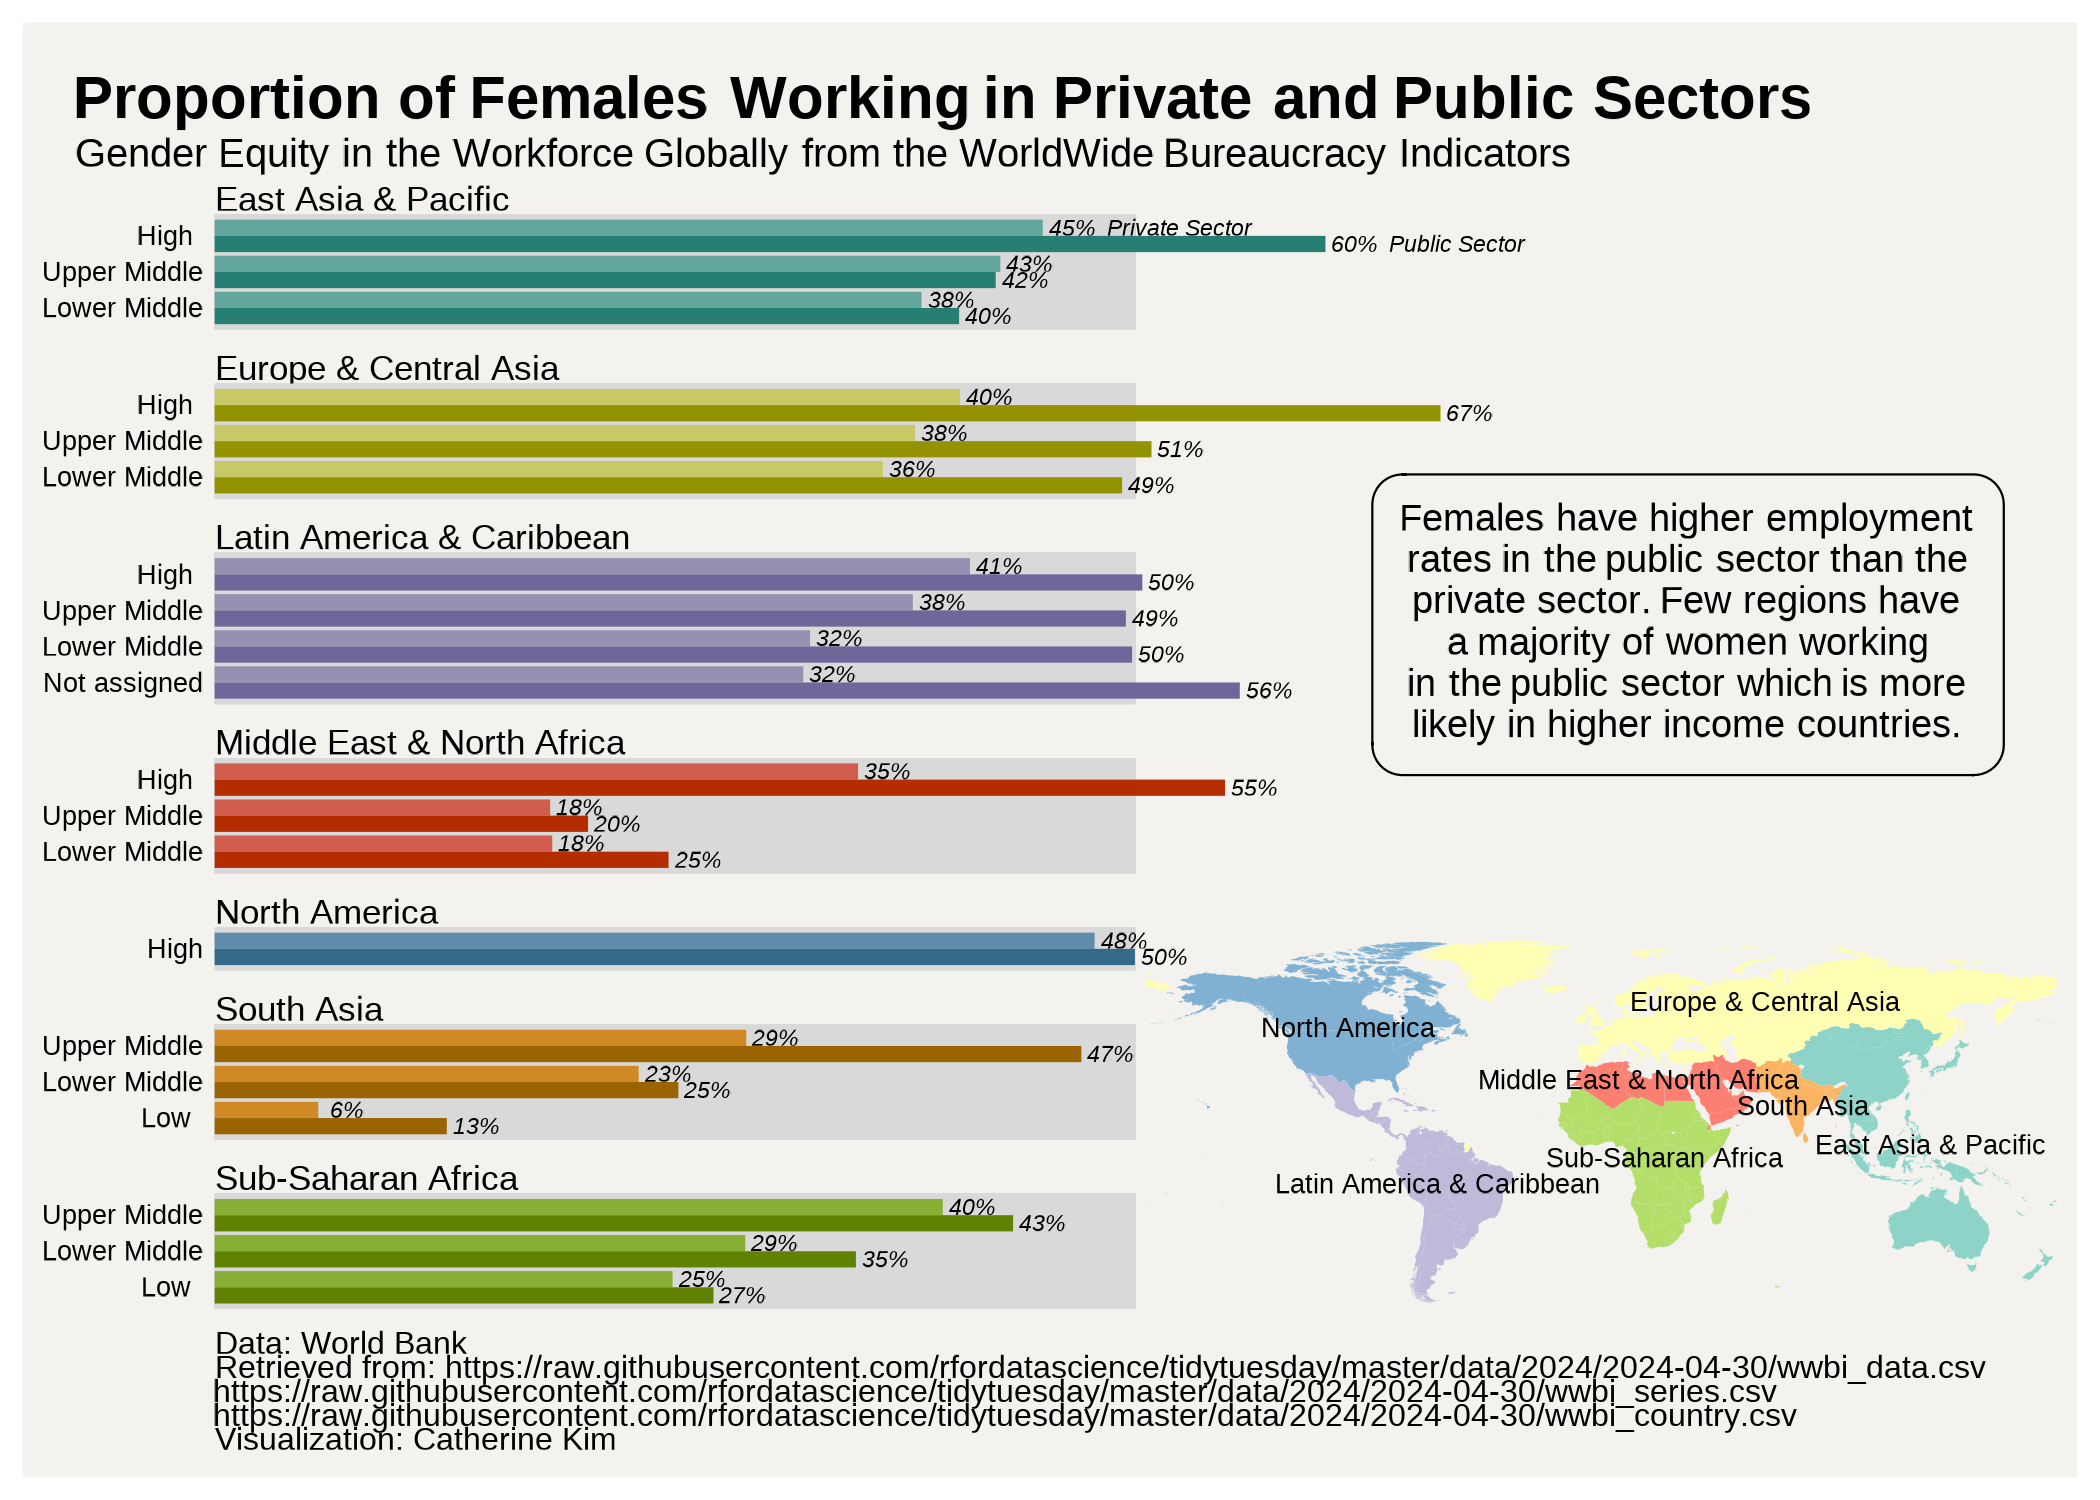 Proportion of Females Working in Private and Public Sectors
Gender Equity in the Workforce Globally from the WorldWide Bureaucracy Indicators
East Asia & Pacific
High 45% Private Sector
60% Public Sector
Upper Middle 43%
42%
Lower Middle 38%
40%
Europe & Central Asia
High 40%
67%
Upper Middle 38%
51%
Lower Middle 36%
49%
Latin America & Caribbean
High 41%
50%
Upper Middle 38%
49%
Lower Middle 32%
50%
Not assigned 32%
56%
Middle East & North Africa
High 35%
55%
Upper Middle 18%
20%
Lower Middle 18%
25%
North America
High 48%
50%
South Asia
Upper Middle 29%
47%
Lower Middle 23%
25%
Low 6%
13%
Sub-Saharan Africa
Upper Middle 40%
43%
Lower Middle 29%
35%
Low 25%
27%
Females have higher employment
rates in the public sector than the
private sector. Few regions have
a majority of women working
in the public sector which is more
likely in higher income countries.
Europe & Central Asia
North America
Middle East & North Africa
South Asia
East Asia & Pacific
Sub-Saharan Africa
Latin America & Caribbean
Data: World Bank
Retrieved from: https://raw.githubusercontent.com/rfordatascience/tidytuesday/master/data/2024/2024-04-30/wwbi_data.csv
https://raw.githubusercontent.com/rfordatascience/tidytuesday/master/data/2024/2024-04-30/wwbi_series.csv
https://raw.githubusercontent.com/rfordatascience/tidytuesday/master/data/2024/2024-04-30/wwbi_country.csv
Visualization: Catherine Kim